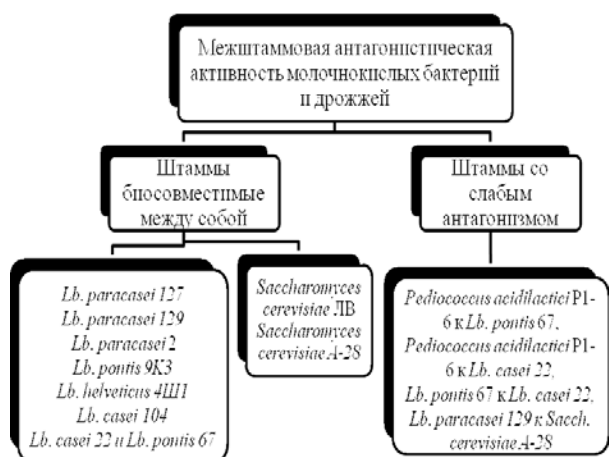 Межштаммовая антагонистическая
активность молочнокислых бактерий
и дрожжей
Штаммы
биосовместимые
между собой
Штаммы со
слабым
антагонизмом
Lb. paracasei 127
Lb. paracasei 129
Lb. paracasei 2
Lb. pontis 9КЗ
Lb. helveticus 4Ш1
Lb. casei 104
Lb. casei 22 и Lb. pontis 67
Saccharomyces
cerevisiae ЛВ
Saccharomyces
cerevisiae А-28
Pediococcus acidilactici Р1-
6 к Lb. pontis 67,
Pediococcus acidilactici Р1-
6 к Lb. casei 22,
Lb. pontis 67 к Lb. casei 22,
Lb. paracasei 129 к Sacch.
cerevisiae А-28